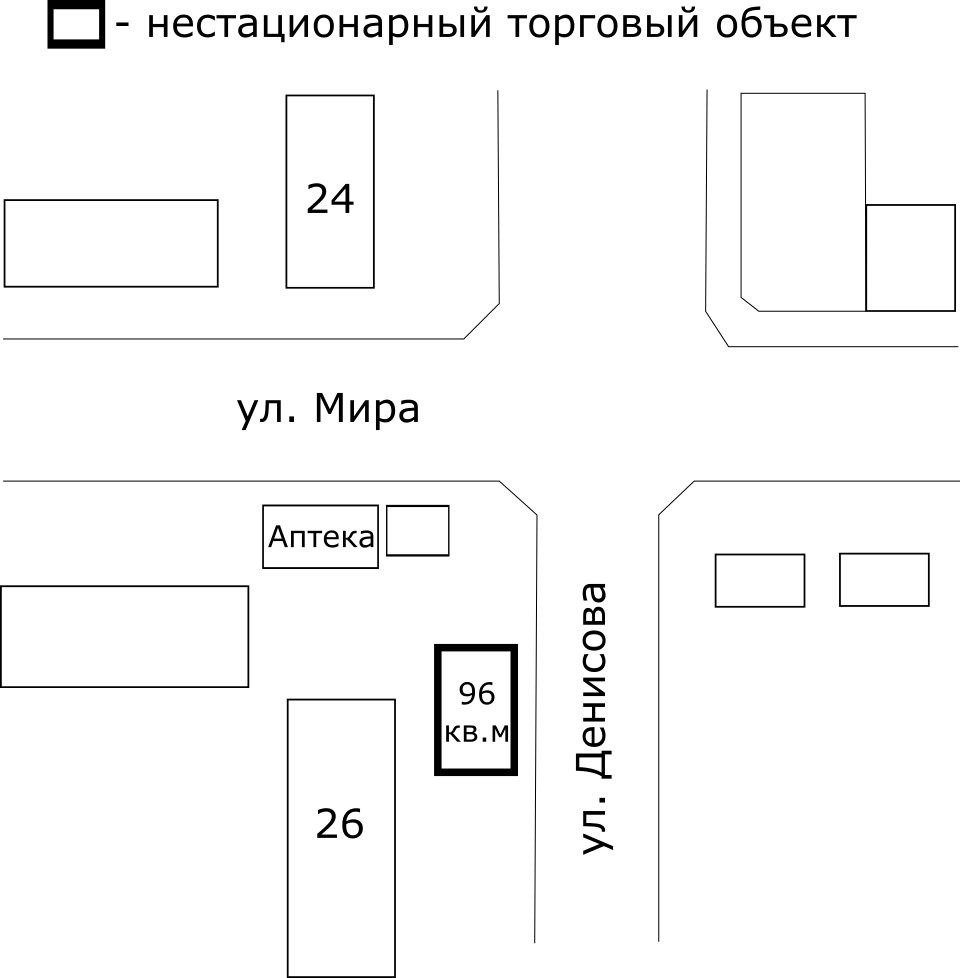 - нестационарный торговый объект
24
ул. Мира
Аптека
96
кв.м
ул. Денисова
26